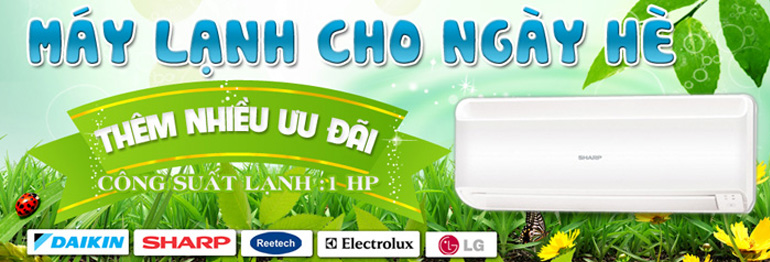 MÁY LẠNH CHO NGÀY HÈ
THÊM NHIỀU ƯU ĐÃI
CÔNG SUẤT LẠNH :1 HP
SHARP
DAIKIN SHARP Reetech Electrolux LG